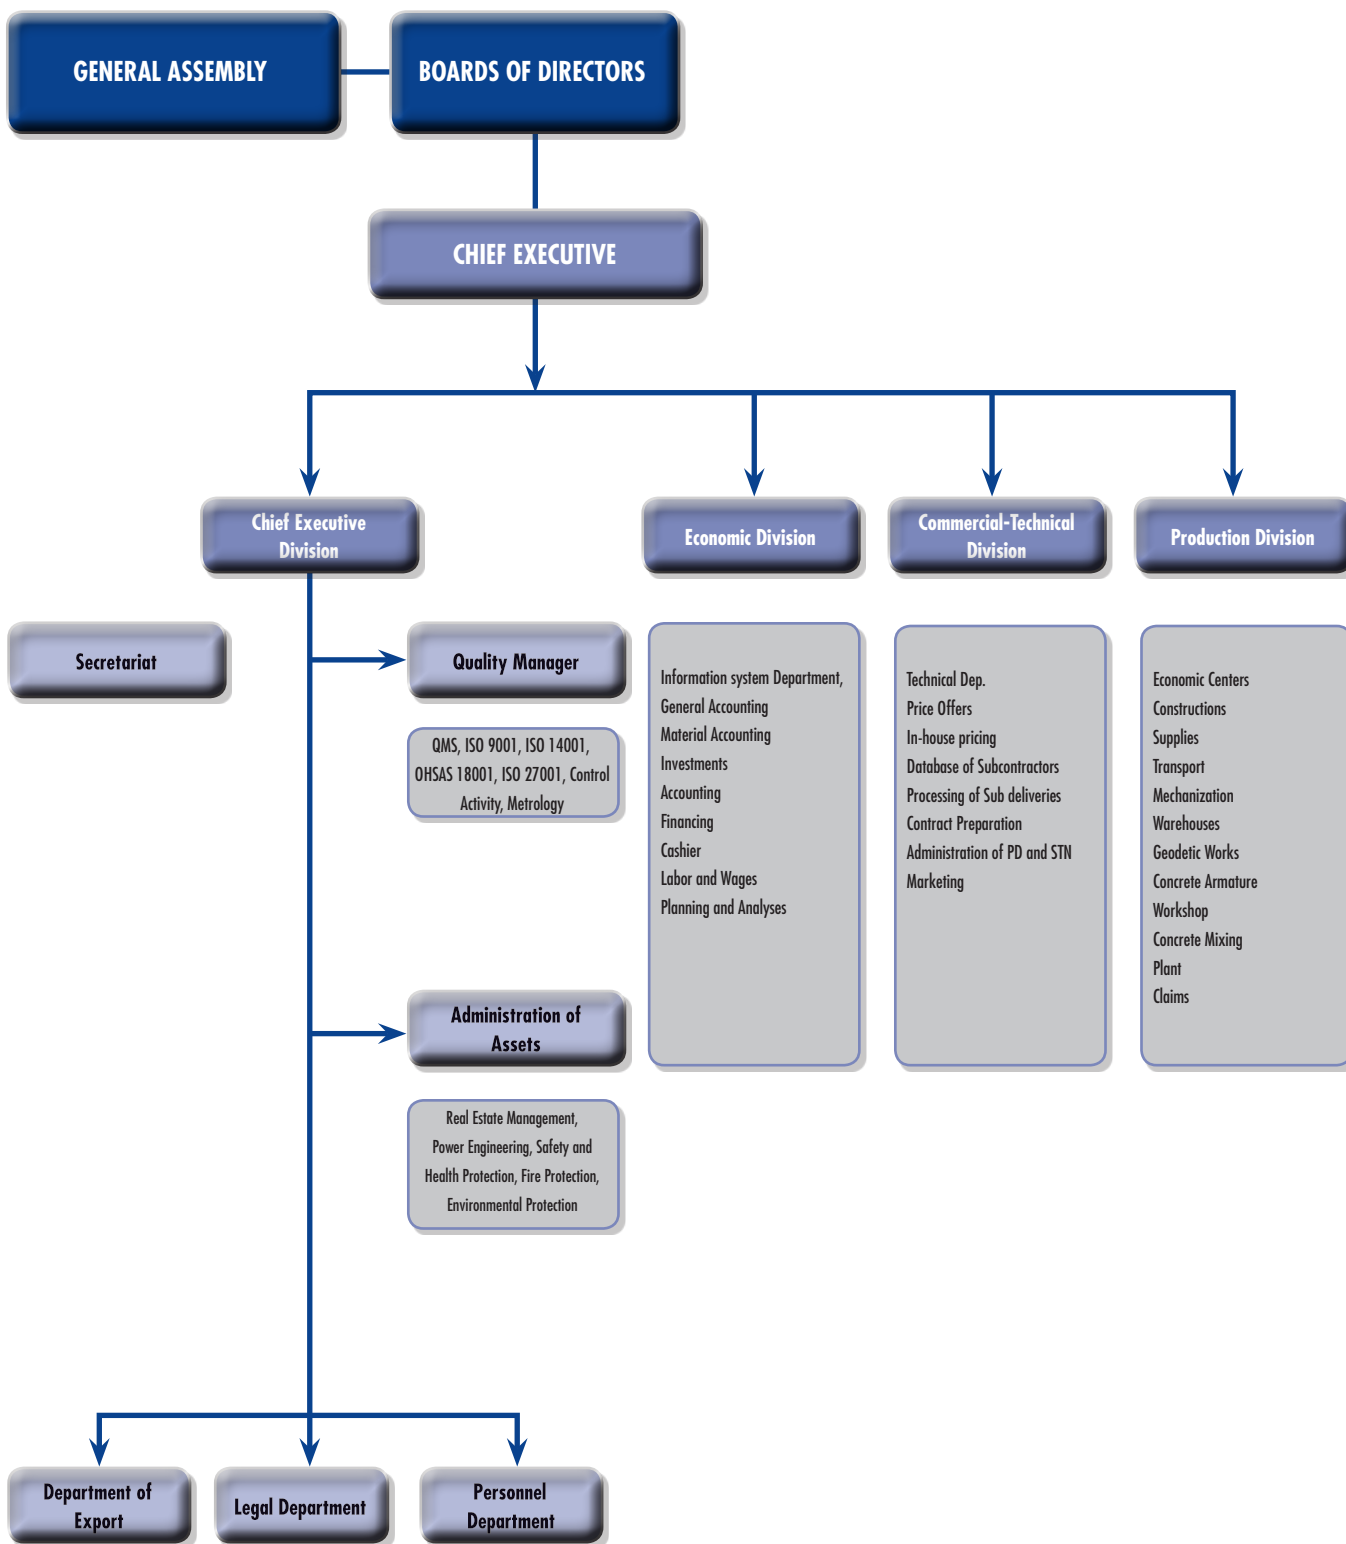 GENERAL ASSEMBLY
BOARDS OF DIRECTORS
CHIEF EXECUTIVE
Chief Executive
Division
Economic Division
Commercial-Technical
Division
Production Division
Secretariat
Quality Manager
QMS, ISO 9001, ISO 14001,
OHSAS 18001, ISO 27001, Control
Activity, Metrology
Administration of
Assets
Real Estate Management,
Power Engineering, Safety and
Health Protection, Fire Protection,
Environmental Protection
Information system Department,
General Accounting
Material Accounting
Investments
Accounting
Financing
Cashier
Labor and Wages
Planning and Analyses
Technical Dep.
Price Offers
In-house pricing
Database of Subcontractors
Processing of Sub deliveries
Contract Preparation
Administration of PD and STN
Marketing
Economic Centers
Constructions
Supplies
Transport
Mechanization
Warehouses
Geodetic Works
Concrete Armature
Workshop
Concrete Mixing
Plant
Claims
Department of
Export
Legal Department
Personnel
Department